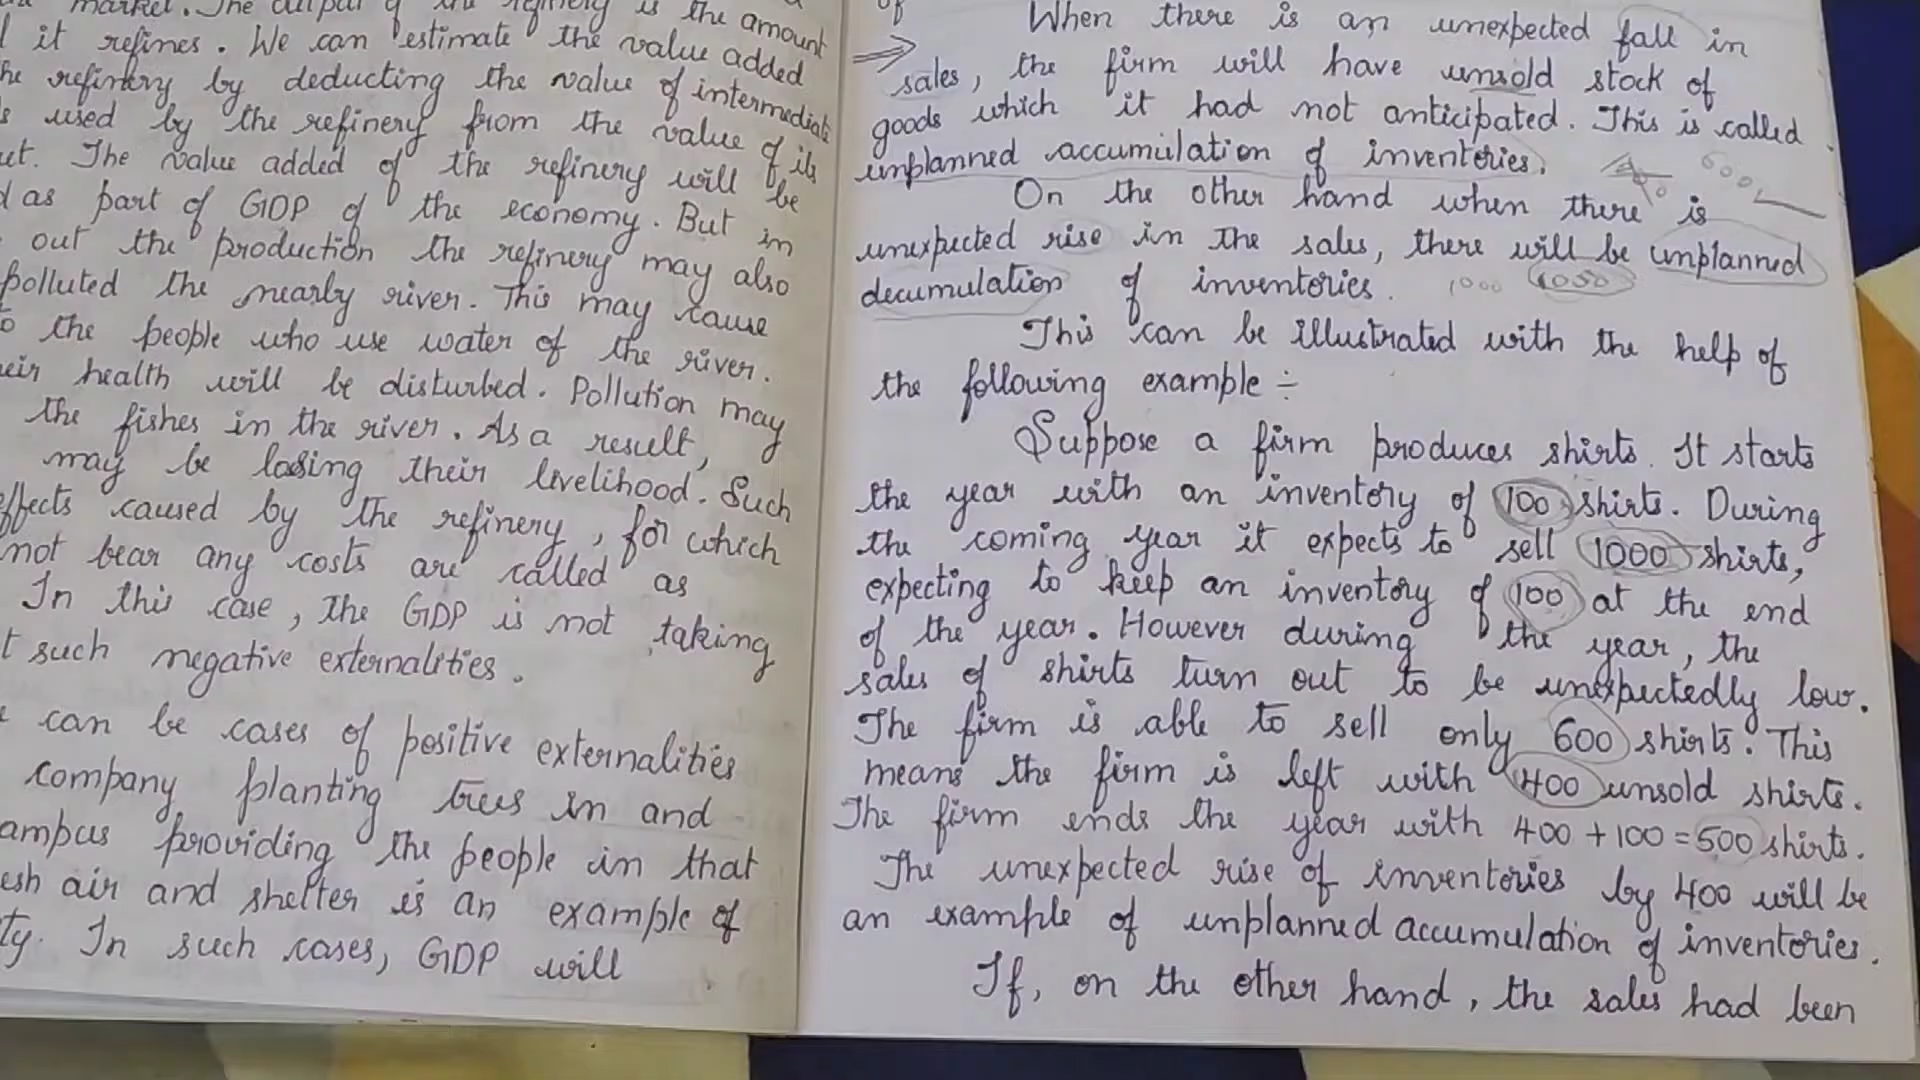 market. The output of the refinery is the amount
it refines. We can estimate the value added
refinery by deducting the value of intermediate
used by the refinery from the value of its
The value added of the refinery will be
as part of GDP of the economy. But in
out the production the refinery may also
polluted the nearly river. This may cause
the people who use water of the river.
health will be disturbed. Pollution may
the fishes in the river. As a result,
may be losing their livelihood. Such
effects caused by the refinery, for which
not bear any costs are called as
In this case, the GDP is not taking
such negative externalities.
can be cases of positive externalities
company planting trees in and
providing the people in that
air and shelter is an example of
In such cases, GDP will
of
When there is an unexpected fall in
sales, the firm will have unsold stock of
goods which it had not anticipated. This is called
unplanned accumulation of inventories.
On the other hand when there is
unexpected rise in the sales, there will be unplanned
decumulation of inventories. 1000 1050
This can be illustrated with the help of
the following example ÷
Suppose a firm produces shirts. It starts
the year with an inventory of 100 shirts. During
the coming year it expects to sell 1000 shirts,
expecting to keep an inventory of 100 at the end
of the year. However during the year, the
sales of shirts turn out to be unexpectedly low.
The firm is able to sell only 600 shirts. This
means the firm is left with 400 unsold shirts.
The firm ends the year with 400 + 100 = 500 shirts.
The unexpected rise of inventories by 400 will be
an example of unplanned accumulation of inventories.
If, on the other hand, the sales had been